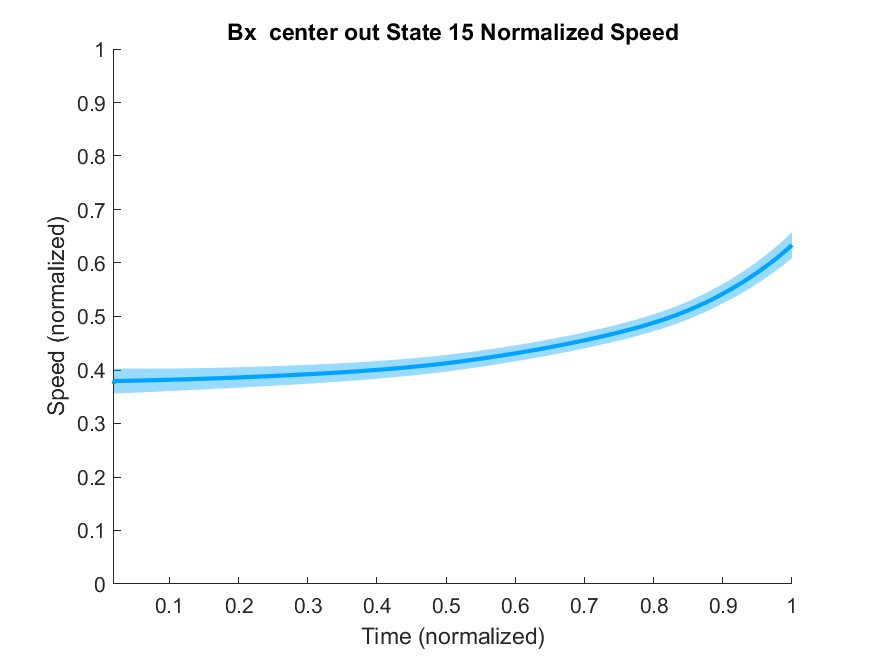 Bx  center out State 15 Normalized Speed
1
0.9
0.8
0.7
0.6
0.5
0.4
0.3
0.2
0.1
0
Speed (normalized)
0.1 0.2 0.3 0.4 0.5 0.6 0.7 0.8 0.9 1
Time (normalized)